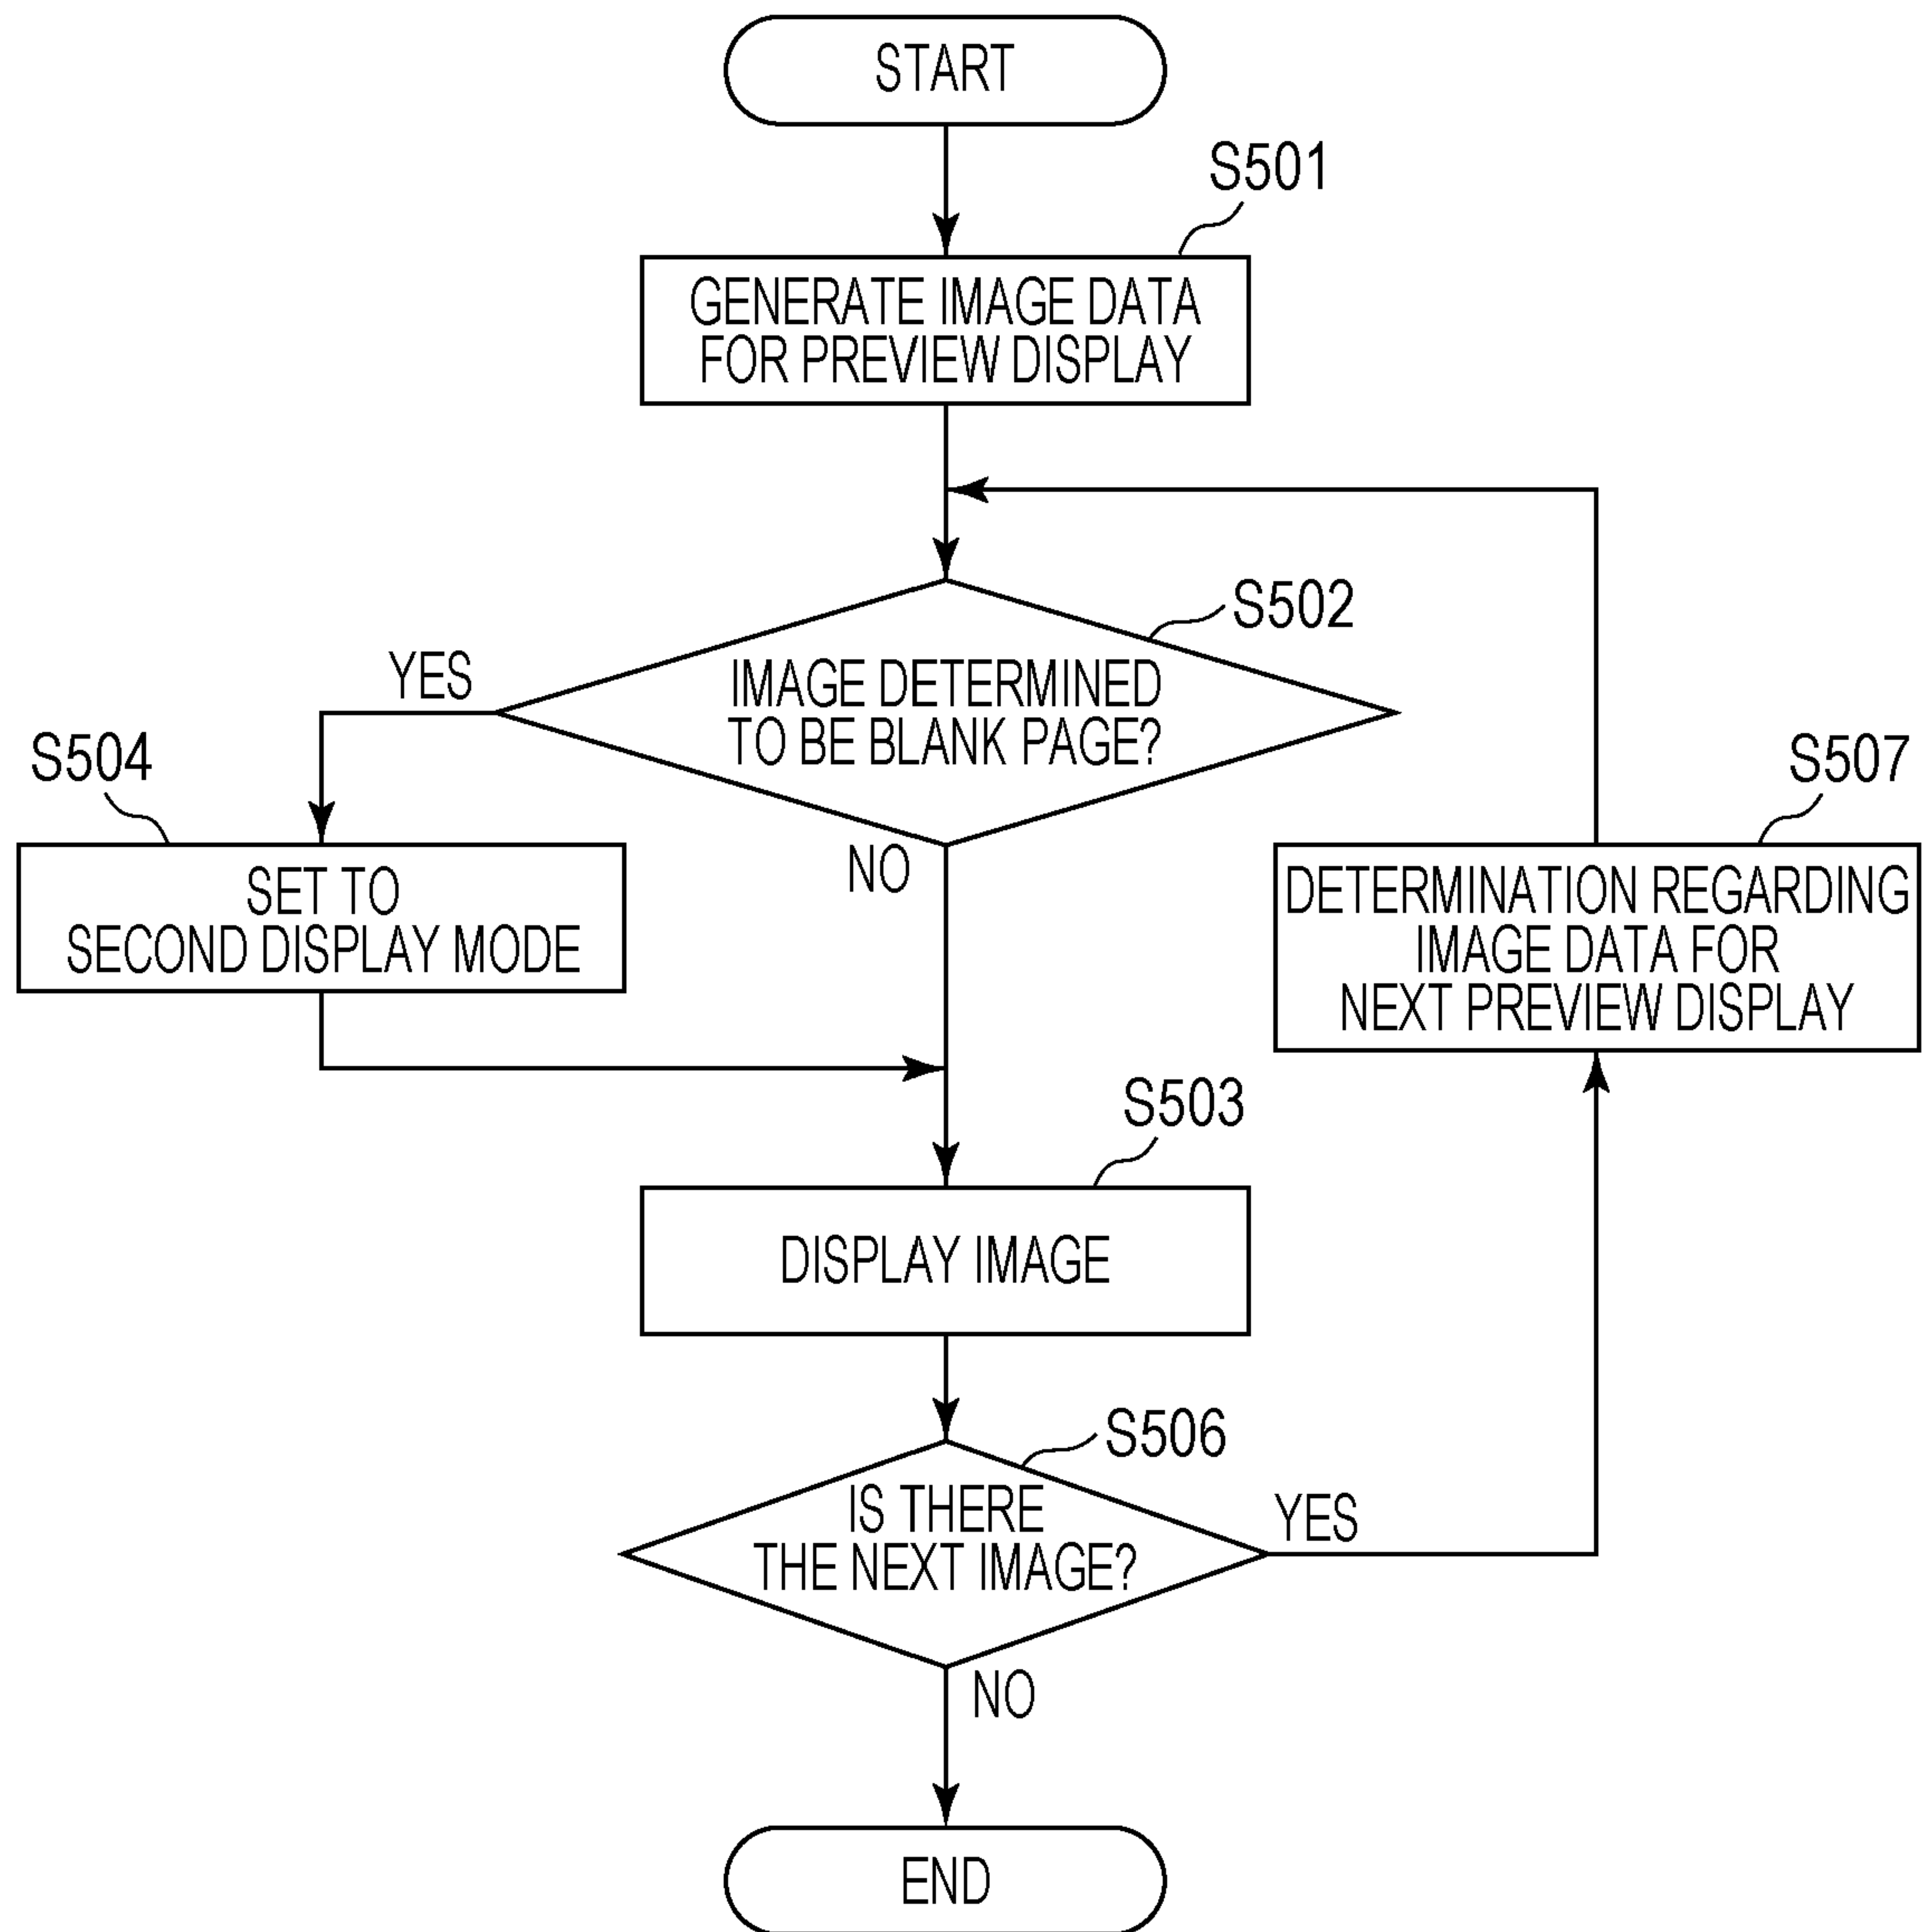 START
S501
GENERATE IMAGE DATA
FOR PREVIEW DISPLAY
S502
YES
IMAGE DETERMINED
TO BE BLANK PAGE?
NO
S504
SET TO
SECOND DISPLAY MODE
S507
DETERMINATION REGARDING
IMAGE DATA FOR
NEXT PREVIEW DISPLAY
S503
DISPLAY IMAGE
S506
IS THERE
THE NEXT IMAGE?
YES
NO
END